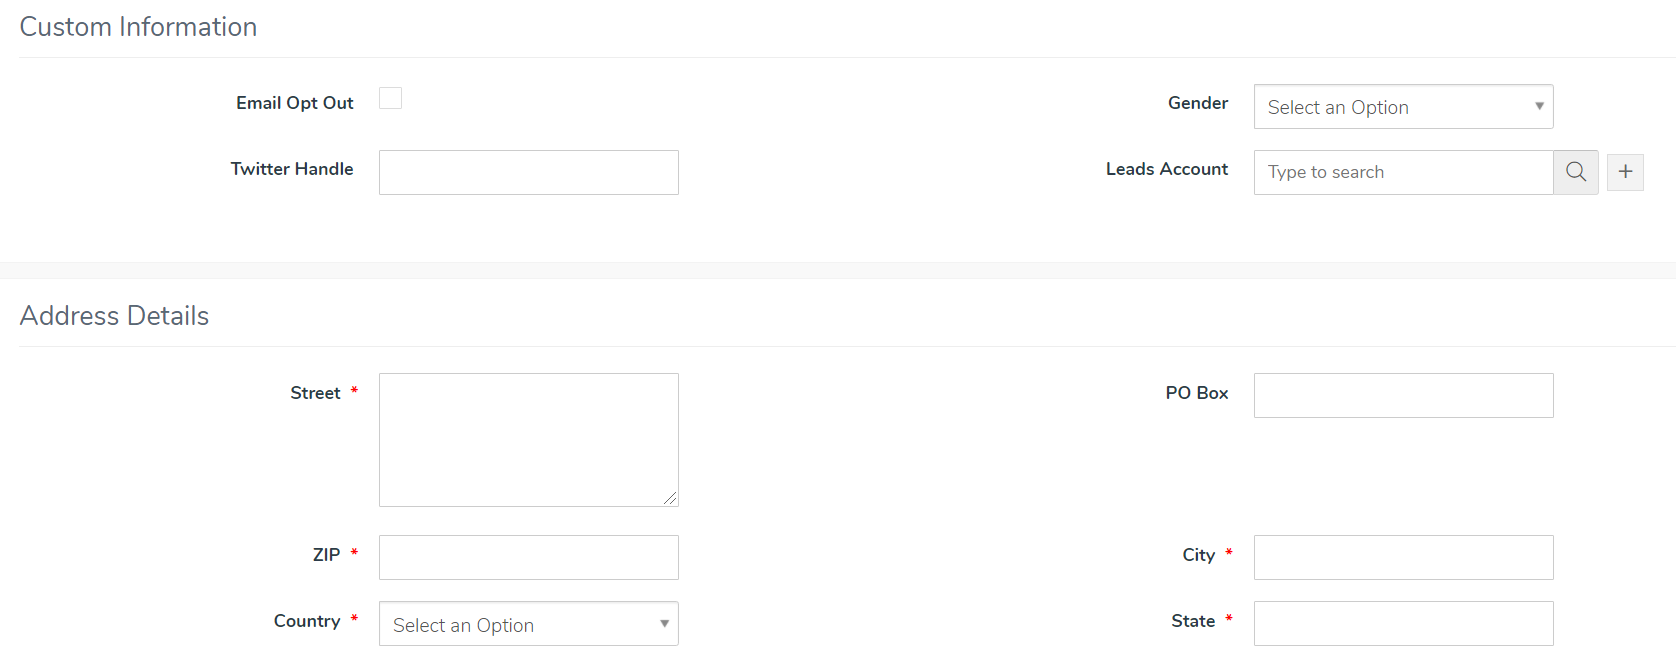 Custom Information
Email Opt Out
Gender
Select an Option
Twitter Handle
Leads Account
Type to search
Address Details
Street *
PO Box
ZIP *
City *
Country *
Select an Option
State *